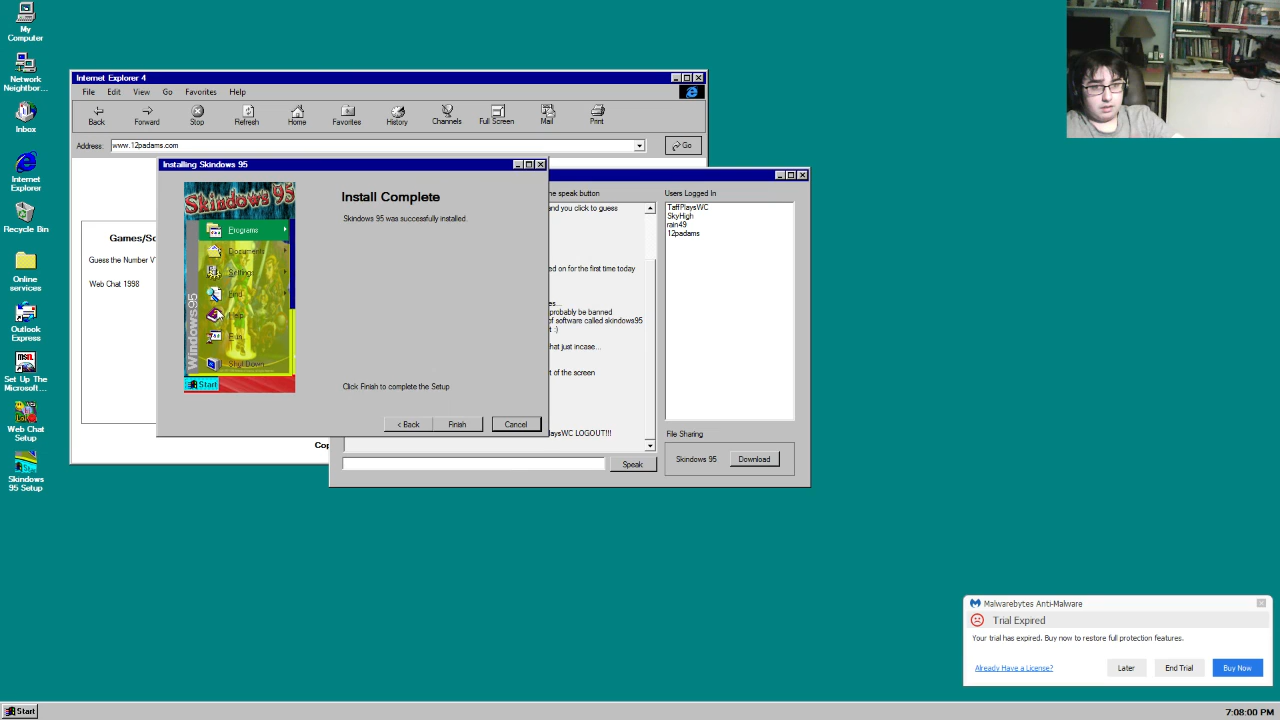 My
Computer
Network
Neighbor...
Inbox
Internet
Explorer
Recycle Bin
Online
services
Outlook
Express
msn.
Set Up The
Microsoft...
Web Chat
Setup
Skindows
95 Setup
Internet Explorer 4
File Edit View Go Favorites Help
Back Forward Stop Refresh Home Favorites History Channels Full Screen Mail Print
Address: www.12padams.com
Go
Games/So
Guess the Number V
Web Chat 1998
Cop
Installing Skindows 95
Skindows 95
Programs
Documents
Settings
Find
Help
Run
Shut Down
Windows95
Start
Install Complete
Skindows 95 was successfully installed.
Click Finish to complete the Setup
< Back Finish Cancel
he speak button
and you click to guess
ed on for the first time today
es...
probably be banned
of software called skindows95
t :)
hat just incase...
t of the screen
playsWC LOGOUT!!!
Speak
Users Logged In
TaffPlaysWC
SkyHigh
rain49
12padams
File Sharing
Skindows 95 Download
Malwarebytes Anti-Malware
Trial Expired
Your trial has expired. Buy now to restore full protection features.
Already Have a License? Later End Trial Buy Now
Start
7:08:00 PM